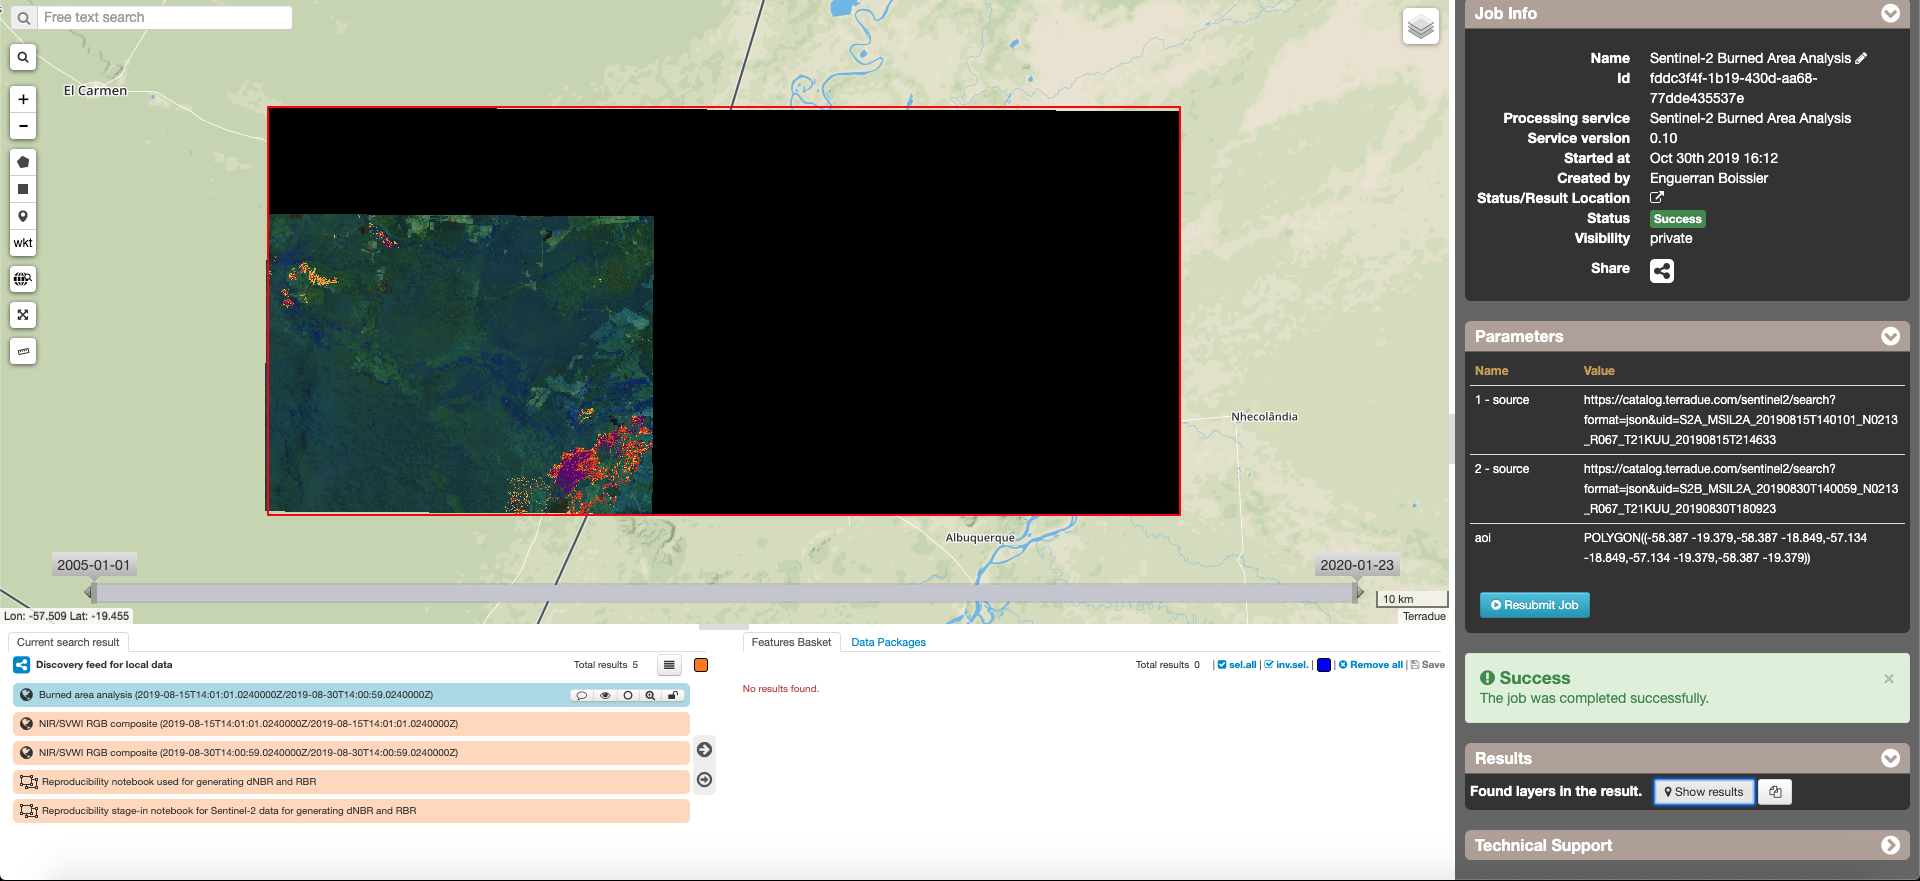 Free text search
El Carmen
wkt
Nhecolândia
Albuquerque
2005-01-01
2020-01-23
10 km
Lon: -57.509 Lat: -19.455
Terradue
Current search result
Discovery feed for local data
Total results 5
Burned area analysis (2019-08-15T14:01:01.0240000Z/2019-08-30T14:00:59.0240000Z)
NIR/SVWI RGB composite (2019-08-15T14:01:01.0240000Z/2019-08-15T14:01:01.0240000Z)
NIR/SVWI RGB composite (2019-08-30T14:00:59.0240000Z/2019-08-30T14:00:59.0240000Z)
Reproducibility notebook used for generating dNBR and RBR
Reproducibility stage-in notebook for Sentinel-2 data for generating dNBR and RBR
Features Basket Data Packages
Total results 0 | sel.all | inv.sel. | | Remove all | Save
No results found.
Job Info
Name Sentinel-2 Burned Area Analysis
Id fddc3f4f-1b19-430d-aa68-
77dde435537e
Processing service Sentinel-2 Burned Area Analysis
Service version 0.10
Started at Oct 30th 2019 16:12
Created by Enguerran Boissier
Status/Result Location
Status Success
Visibility private
Share
Parameters
Name Value
1 - source https://catalog.terradue.com/sentinel2/search?
format=json&uid=S2A_MSIL2A_20190815T140101_N0213
_R067_T21KUU_20190815T214633
2 - source https://catalog.terradue.com/sentinel2/search?
format=json&uid=S2B_MSIL2A_20190830T140059_N0213
_R067_T21KUU_20190830T180923
aoi POLYGON((-58.387 -19.379,-58.387 -18.849,-57.134
-18.849,-57.134 -19.379,-58.387 -19.379))
Resubmit Job
Success ×
The job was completed successfully.
Results
Found layers in the result. Show results
Technical Support